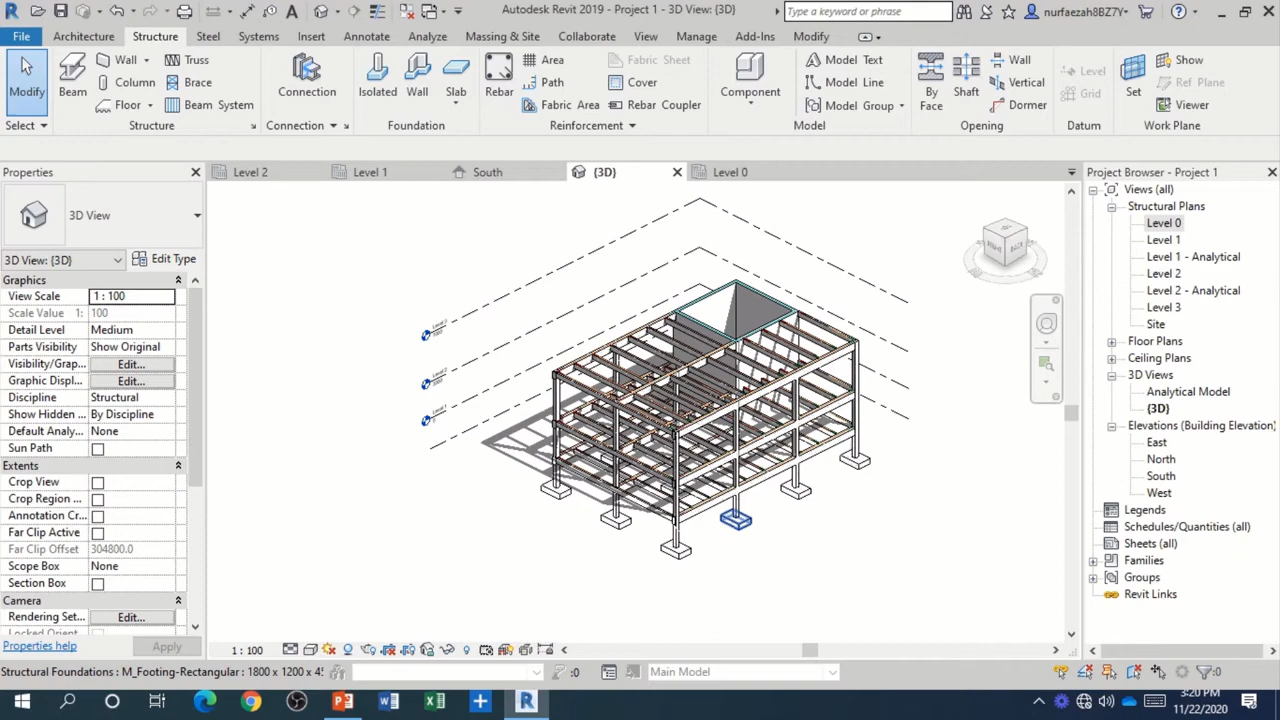 Autodesk Revit 2019 - Project 1 - 3D View: {3D}
Type a keyword or phrase
nurfaezah8BZ7Y
File Architecture Structure Steel Systems Insert Annotate Analyze Massing & Site Collaborate View Manage Add-Ins Modify
Modify
Beam
Wall
Column
Floor
Truss
Brace
Beam System
Connection
Isolated
Wall
Slab
Rebar
Area
Path
Fabric Area
Fabric Sheet
Cover
Rebar Coupler
Component
Model Text
Model Line
Model Group
By Face
Shaft
Wall
Vertical
Dormer
Level
Grid
Set
Show
Ref Plane
Viewer
Select Structure Connection Foundation Reinforcement Model Opening Datum Work Plane
Properties
Level 2 Level 1 South {3D} Level 0
3D View
3D View: {3D} Edit Type
Graphics
View Scale 1 : 100
Scale Value 1: 100
Detail Level Medium
Parts Visibility Show Original
Visibility/Grap... Edit...
Graphic Displ... Edit...
Discipline Structural
Show Hidden ... By Discipline
Default Analy... None
Sun Path
Extents
Crop View
Crop Region ...
Annotation Cr...
Far Clip Active
Far Clip Offset 304800.0
Scope Box None
Section Box
Camera
Rendering Set... Edit...
Locked Orient
Properties help Apply
Project Browser - Project 1
Views (all)
Structural Plans
Level 0
Level 1
Level 1 - Analytical
Level 2
Level 2 - Analytical
Level 3
Site
Floor Plans
Ceiling Plans
3D Views
Analytical Model
{3D}
Elevations (Building Elevation)
East
North
South
West
Legends
Schedules/Quantities (all)
Sheets (all)
Families
Groups
Revit Links
1 : 100
Structural Foundations : M_Footing-Rectangular : 1800 x 1200 x 45
:0
Main Model
:0
3:20 PM
11/22/2020